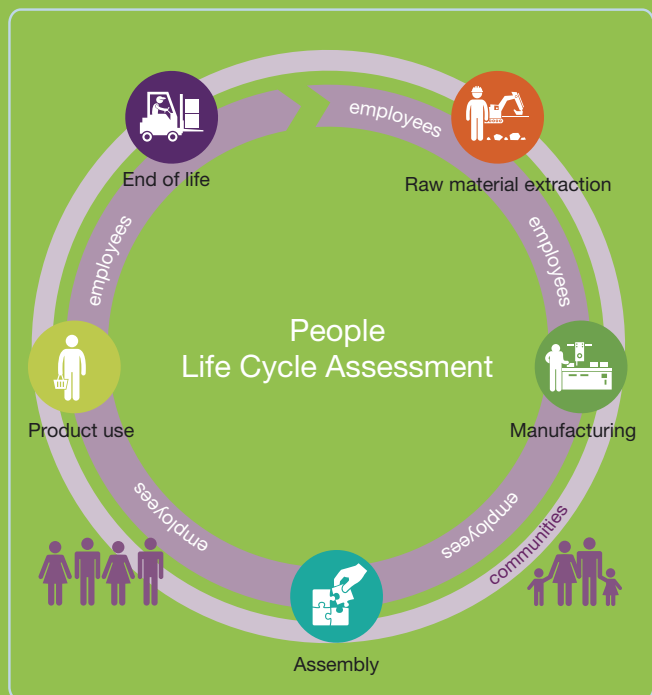 employees
End of life
Raw material extraction
employees
employees
People
Life Cycle Assessment
Product use
Manufacturing
employees
employees
communities
Assembly